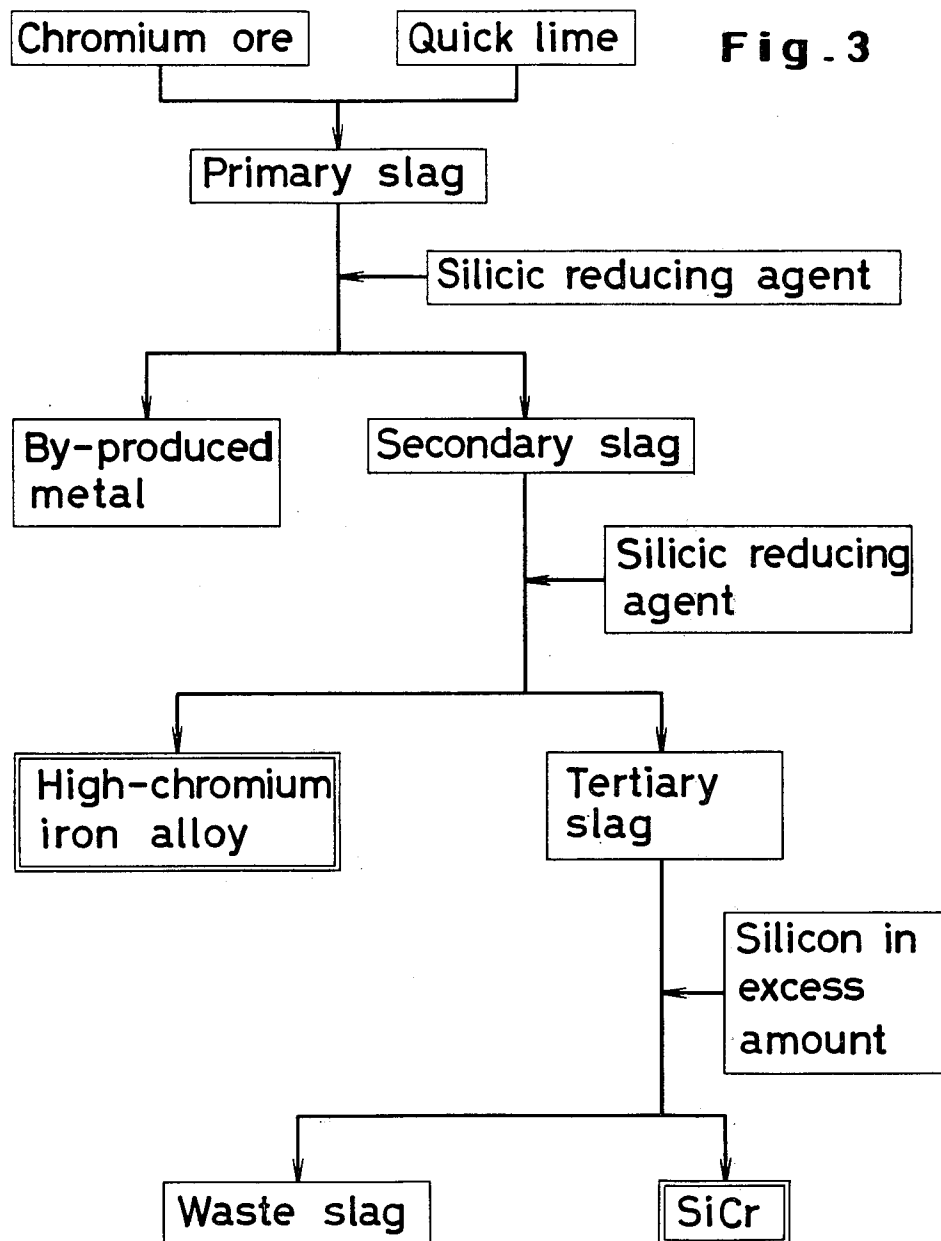 Chromium ore
Quick lime
Fig.3
Primary slag
Silicic reducing agent
By-produced
metal
Secondary slag
Silicic reducing
agent
High-chromium
iron alloy
Tertiary
slag
Silicon in
excess
amount
Waste slag
SiCr